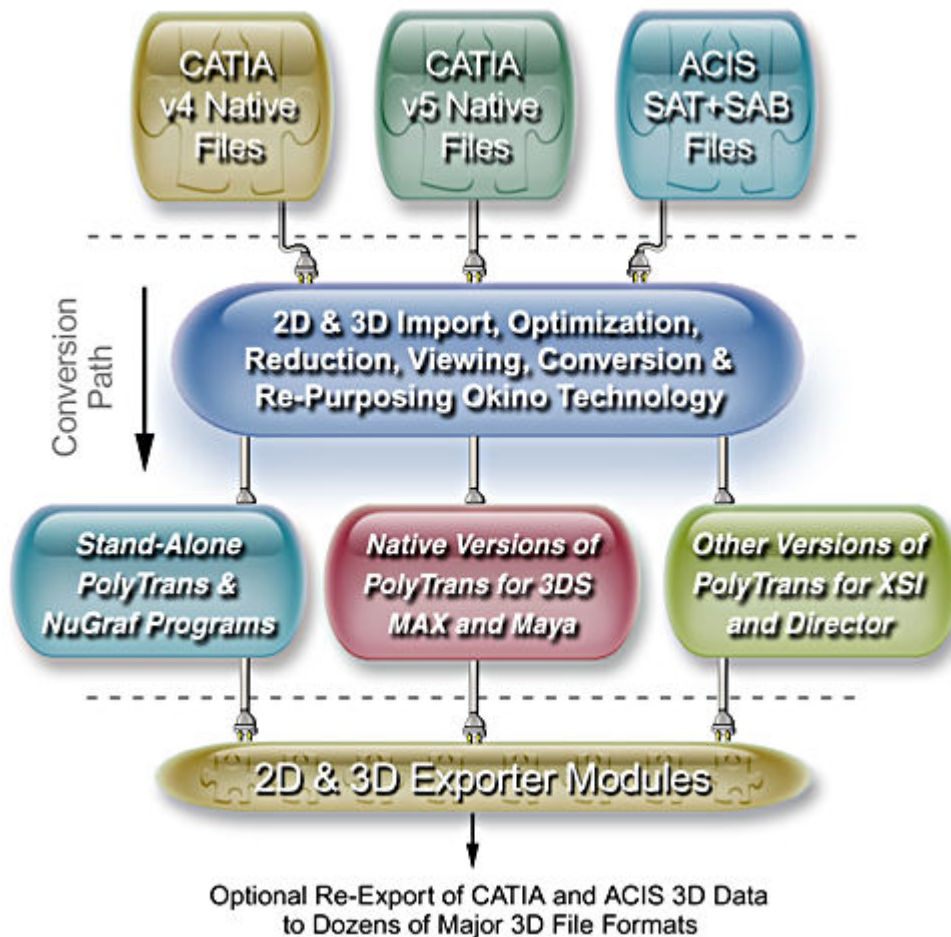 CATIA
v4 Native
Files
CATIA
v5 Native
Files
ACIS
SAT+SAB
Files
Conversion
Path
2D & 3D Import, Optimization,
Reduction, Viewing, Conversion &
Re-Purposing Okino Technology
Stand-Alone
PolyTrans &
NuGraf Programs
Native Versions of
PolyTrans for 3DS
MAX and Maya
Other Versions of
PolyTrans for XSI
and Director
2D & 3D Exporter Modules
Optional Re-Export of CATIA and ACIS 3D Data
to Dozens of Major 3D File Formats